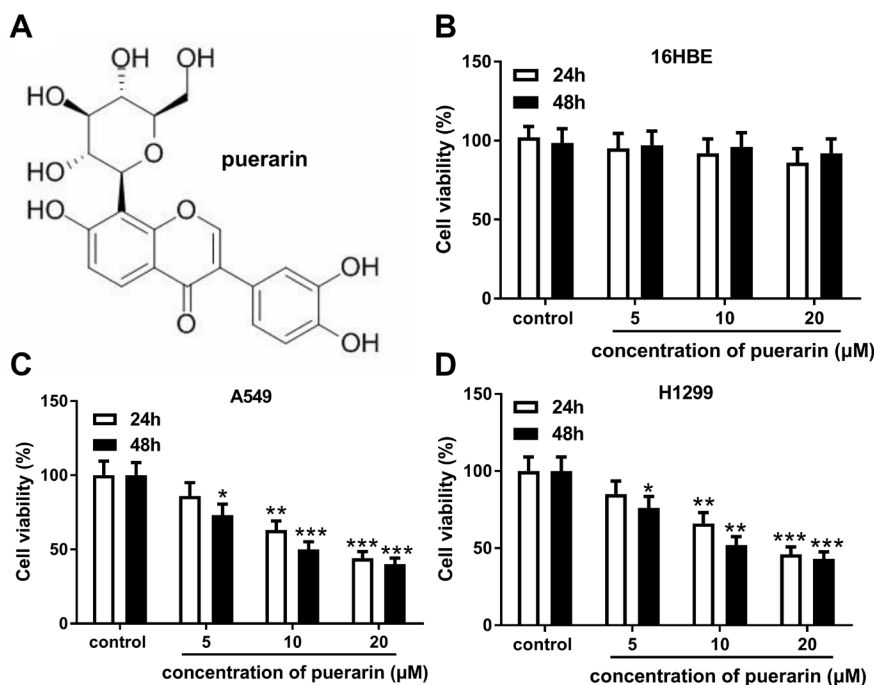 A
OH
OH
HO
HO
HO
O
puerarin
HO
O
O
OH
OH
B
16HBE
24h
48h
Cell viability (%)
150
100
50
0
control
5
10
20
concentration of puerarin (μM)
C
A549
24h
48h
Cell viability (%)
150
100
50
0
*
**
***
***
***
control
5
10
20
concentration of puerarin (μM)
D
H1299
24h
48h
Cell viability (%)
150
100
50
0
*
**
**
***
***
control
5
10
20
concentration of puerarin (μM)